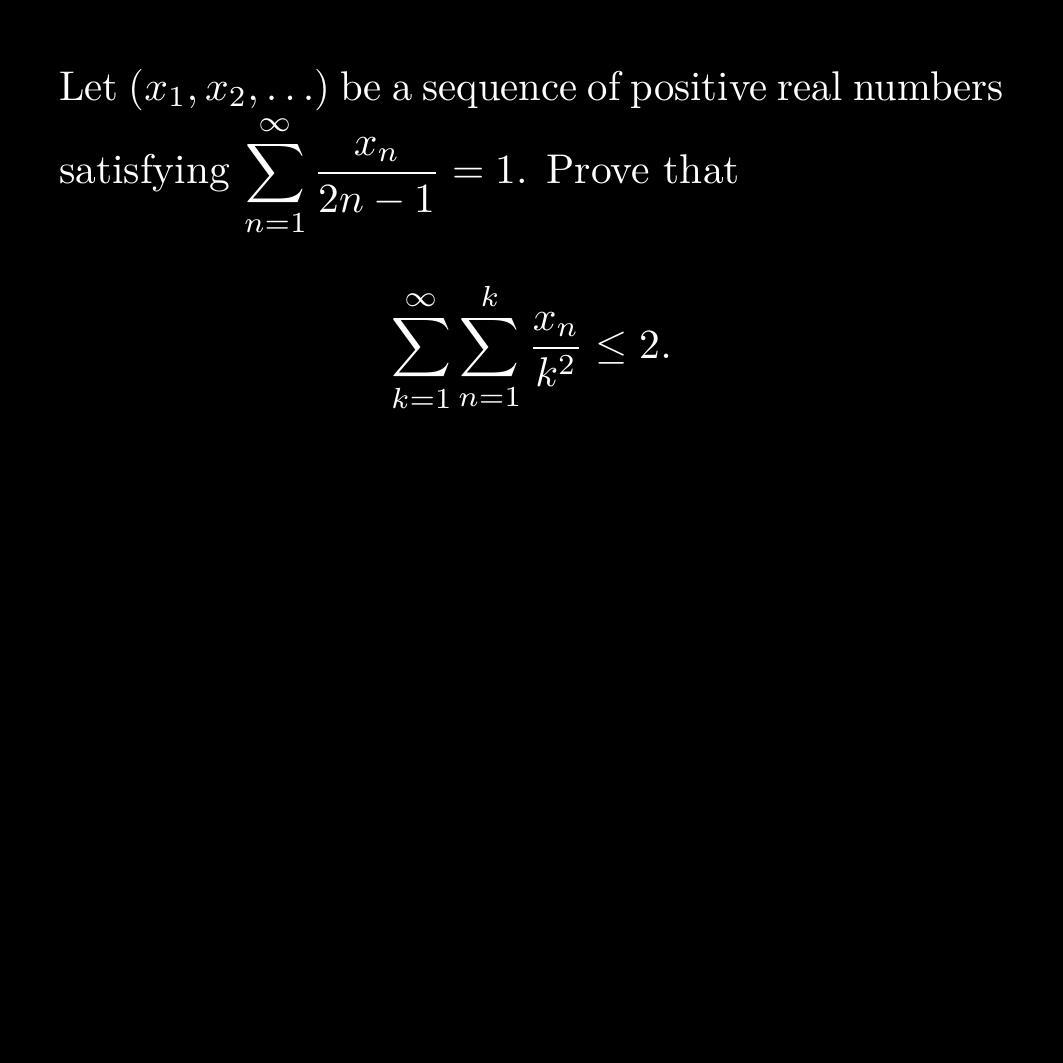 Let $(x_1, x_2, \ldots)$ be a sequence of positive real numbers
satisfying $\displaystyle\sum_{n=1}^{\infty} \frac{x_n}{2n-1} = 1$. Prove that
$$\sum_{k=1}^{\infty} \sum_{n=1}^{k} \frac{x_n}{k^2} \leq 2.$$